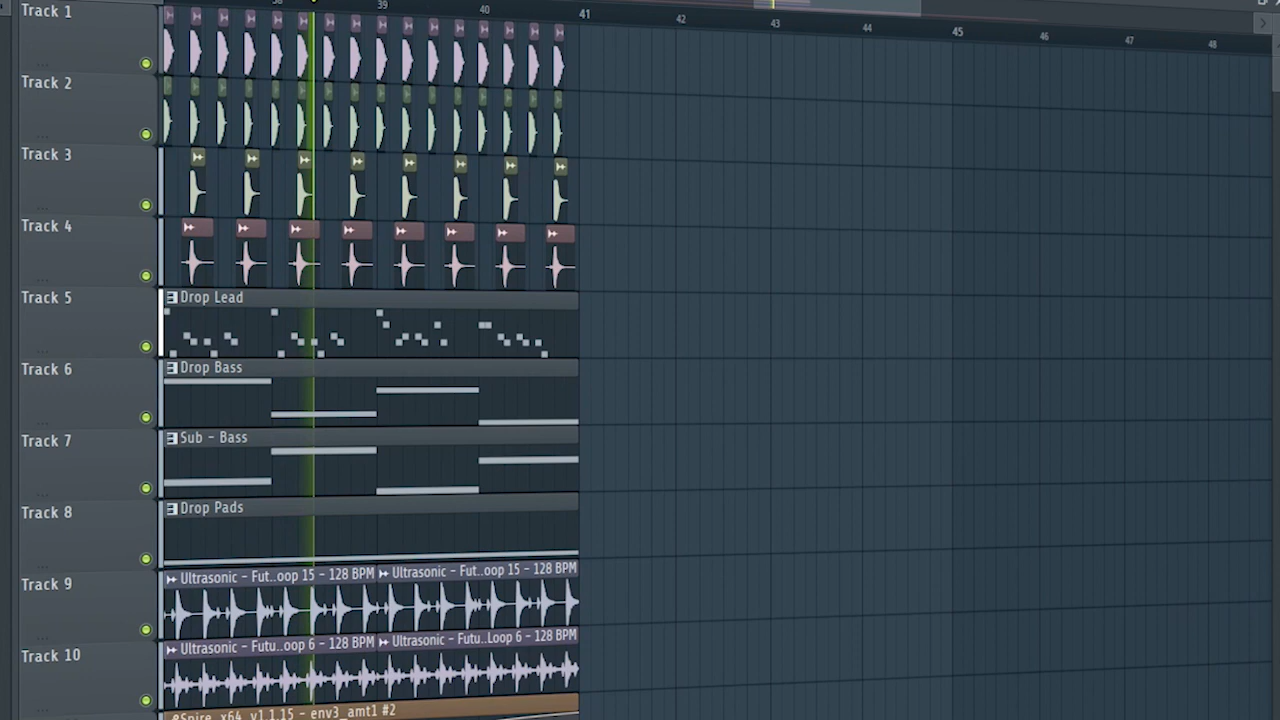 38 39 40 41 42 43 44 45 46 47 48
Track 1
Track 2
Track 3
Track 4
Track 5
Drop Lead
Track 6
Drop Bass
Track 7
Sub - Bass
Track 8
Drop Pads
Track 9
Ultrasonic - Fut..oop 15 - 128 BPM Ultrasonic - Fut..oop 15 - 128 BPM
Track 10
Ultrasonic - Futu..oop 6 - 128 BPM Ultrasonic - Futu..Loop 6 - 128 BPM
Spire_x64_v1.1.15 - env3_amt1 #2